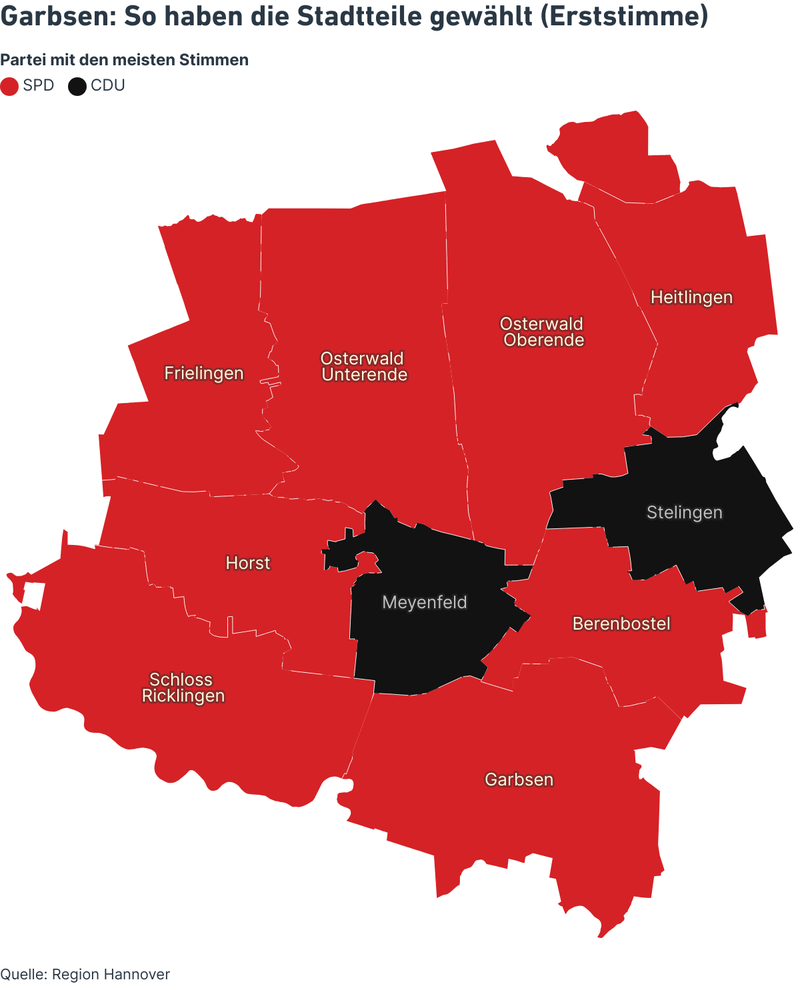 Garbsen: So haben die Stadtteile gewählt (Erststimme)
Partei mit den meisten Stimmen
SPD CDU
Heitlingen
Osterwald
Oberende
Osterwald
Unterende
Frielingen
Stelingen
Horst
Meyenfeld
Berenbostel
Schloss
Ricklingen
Garbsen
Quelle: Region Hannover